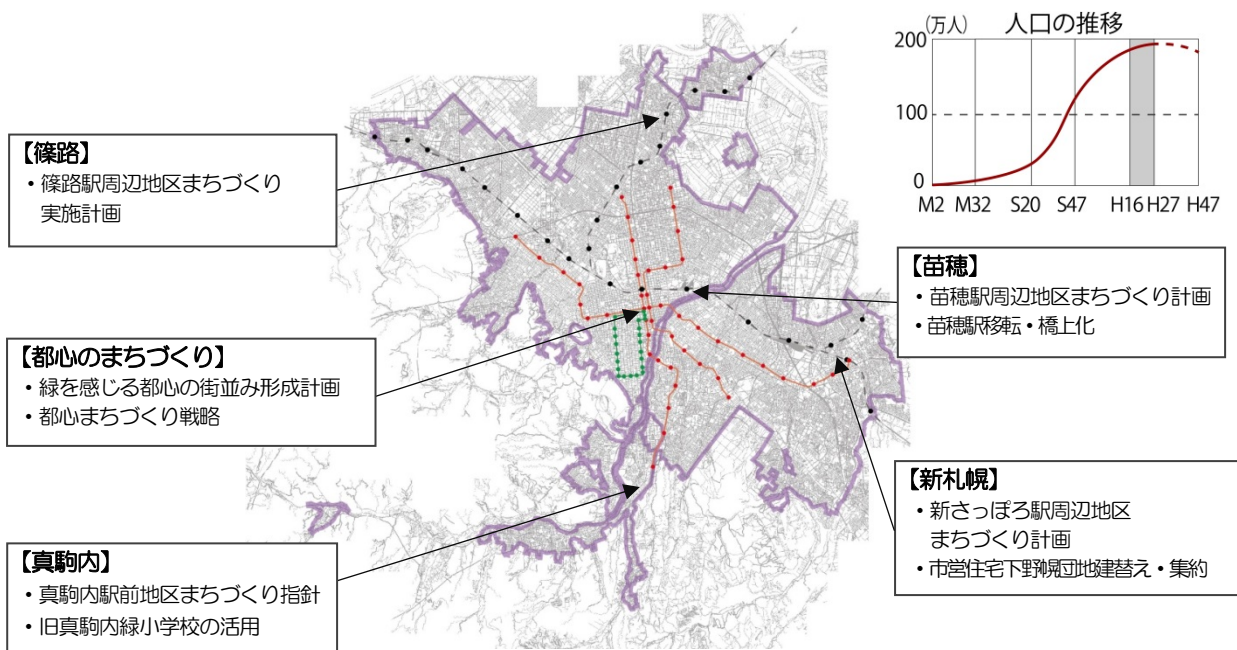 (万人) 人口の推移
200
100
0
M2 M32 S20 S47 H16 H27 H47
【篠路】
・篠路駅周辺地区まちづくり
実施計画
【苗穂】
・苗穂駅周辺地区まちづくり計画
・苗穂駅移転・橋上化
【都心のまちづくり】
・緑を感じる都心の街並み形成計画
・都心まちづくり戦略
【新札幌】
・新さっぽろ駅周辺地区
まちづくり計画
・市営住宅下野幌団地建替え・集約
【真駒内】
・真駒内駅前地区まちづくり指針
・旧真駒内緑小学校の活用